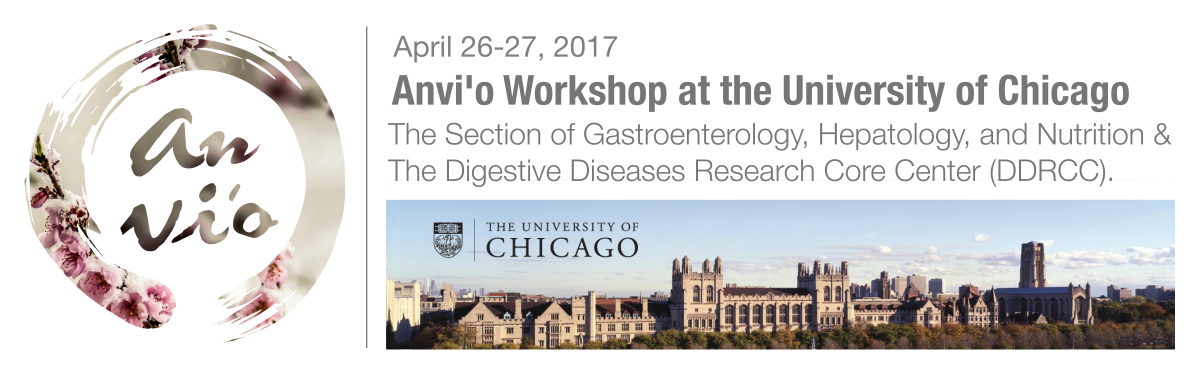 An
vi'o
April 26-27, 2017
Anvi'o Workshop at the University of Chicago
The Section of Gastroenterology, Hepatology, and Nutrition &
The Digestive Diseases Research Core Center (DDRCC).
THE UNIVERSITY OF
CHICAGO